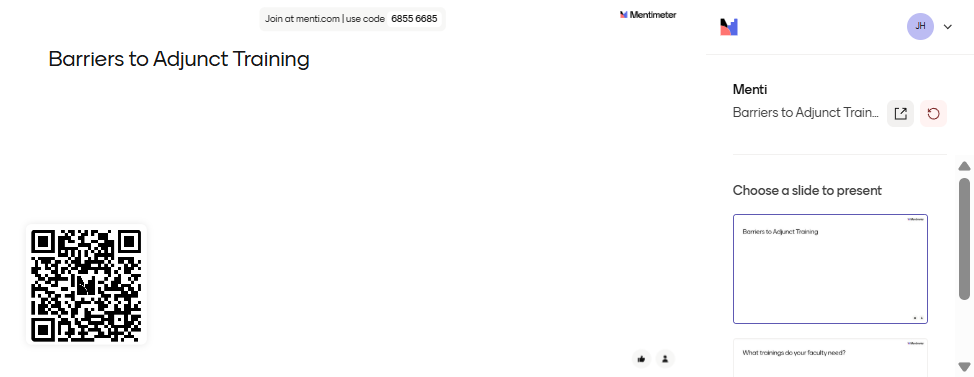 Join at menti.com | use code 6855 6685
Mentimeter
Barriers to Adjunct Training
JH
Menti
Barriers to Adjunct Train...
Choose a slide to present
Mentimeter
Barriers to Adjunct Training
Mentimeter
What trainings do your faculty need?